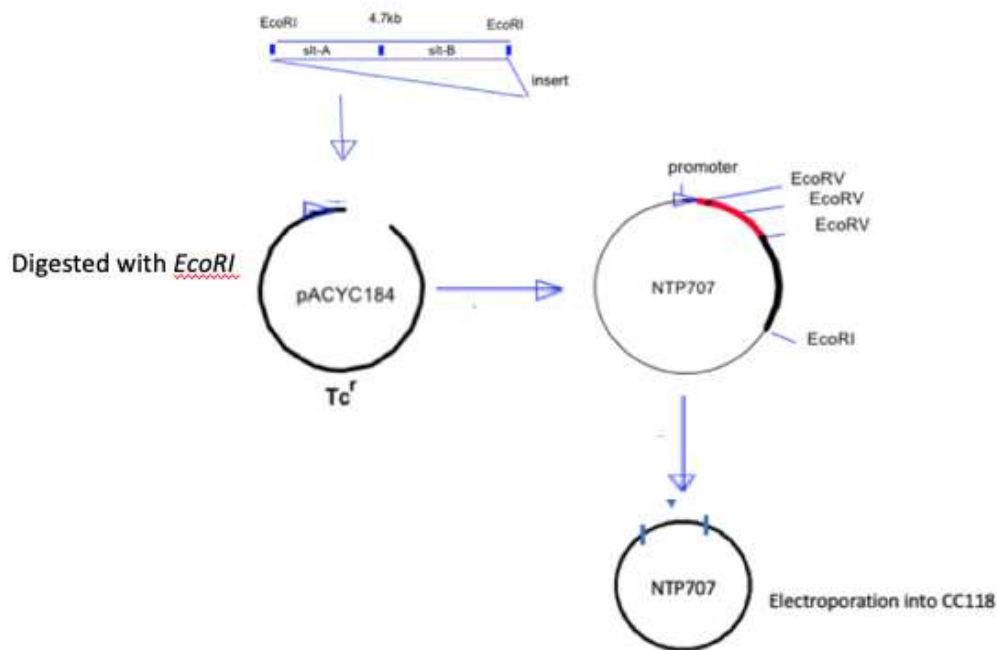 EcoRI 4.7kb EcoRI
slt-A slt-B
insert
promoter
EcoRV
EcoRV
EcoRV
Digested with EcoRI
pACYC184
NTP707
EcoRI
Tcʳ
NTP707
Electroporation into CC118